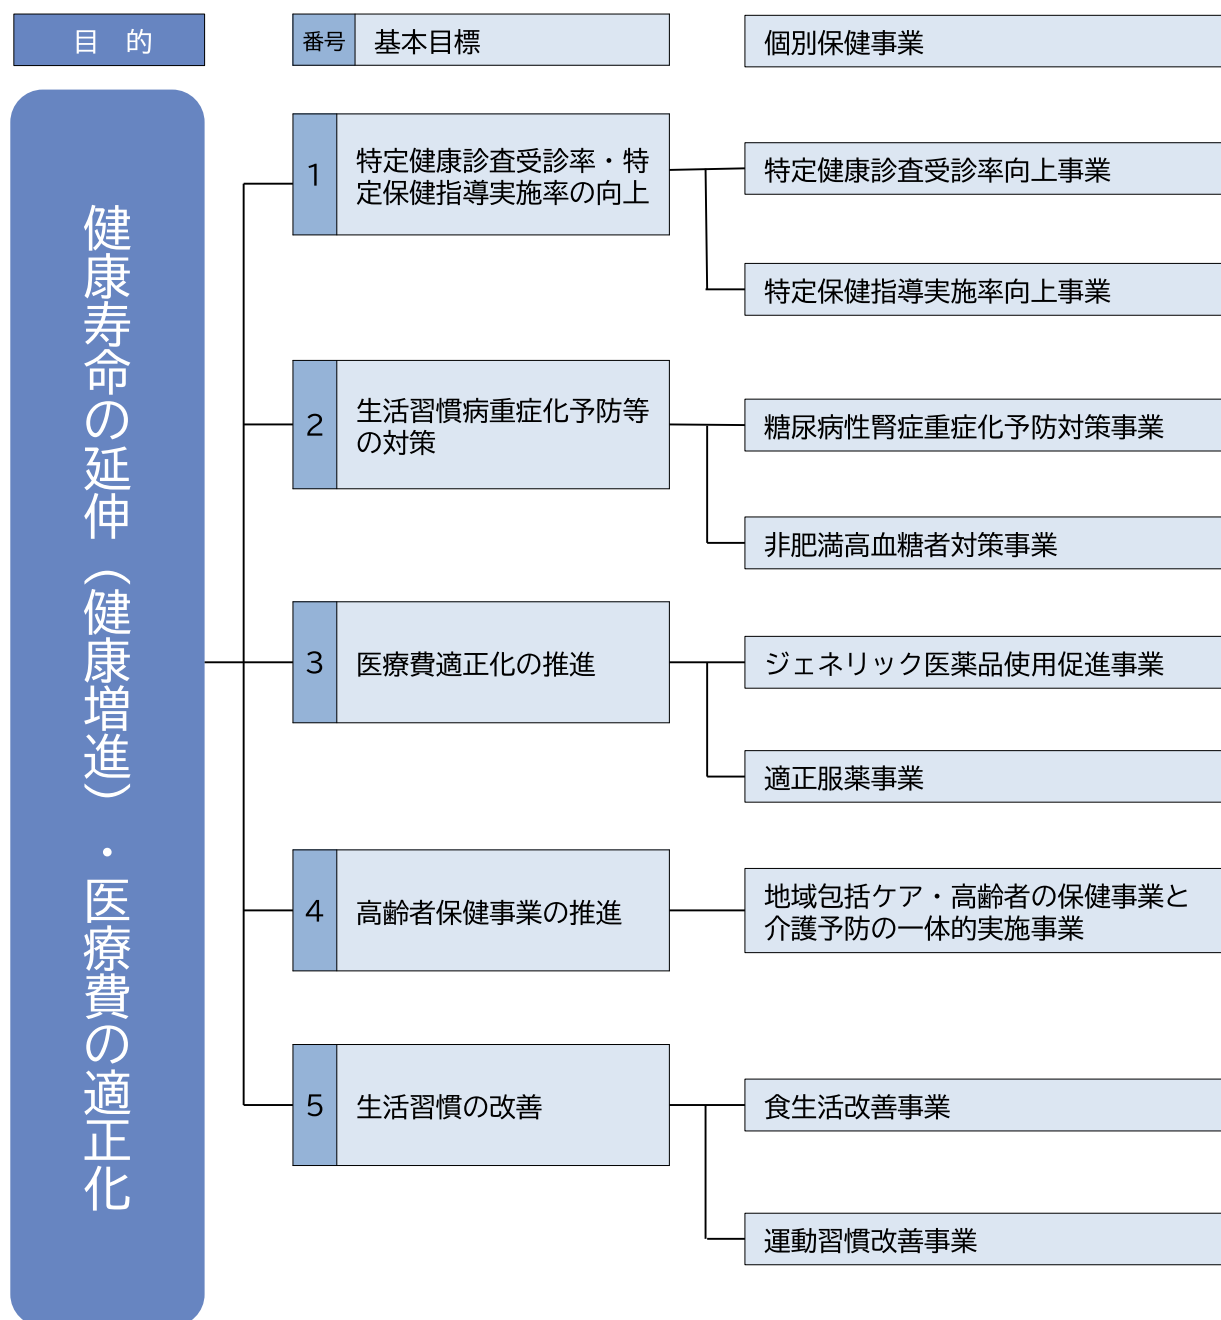 目　的
番号
基本目標
個別保健事業
健康寿命の延伸（健康増進）・医療費の適正化
1
特定健康診査受診率・特
定保健指導実施率の向上
特定健康診査受診率向上事業
特定保健指導実施率向上事業
2
生活習慣病重症化予防等
の対策
糖尿病性腎症重症化予防対策事業
非肥満高血糖者対策事業
3
医療費適正化の推進
ジェネリック医薬品使用促進事業
適正服薬事業
4
高齢者保健事業の推進
地域包括ケア・高齢者の保健事業と
介護予防の一体的実施事業
5
生活習慣の改善
食生活改善事業
運動習慣改善事業